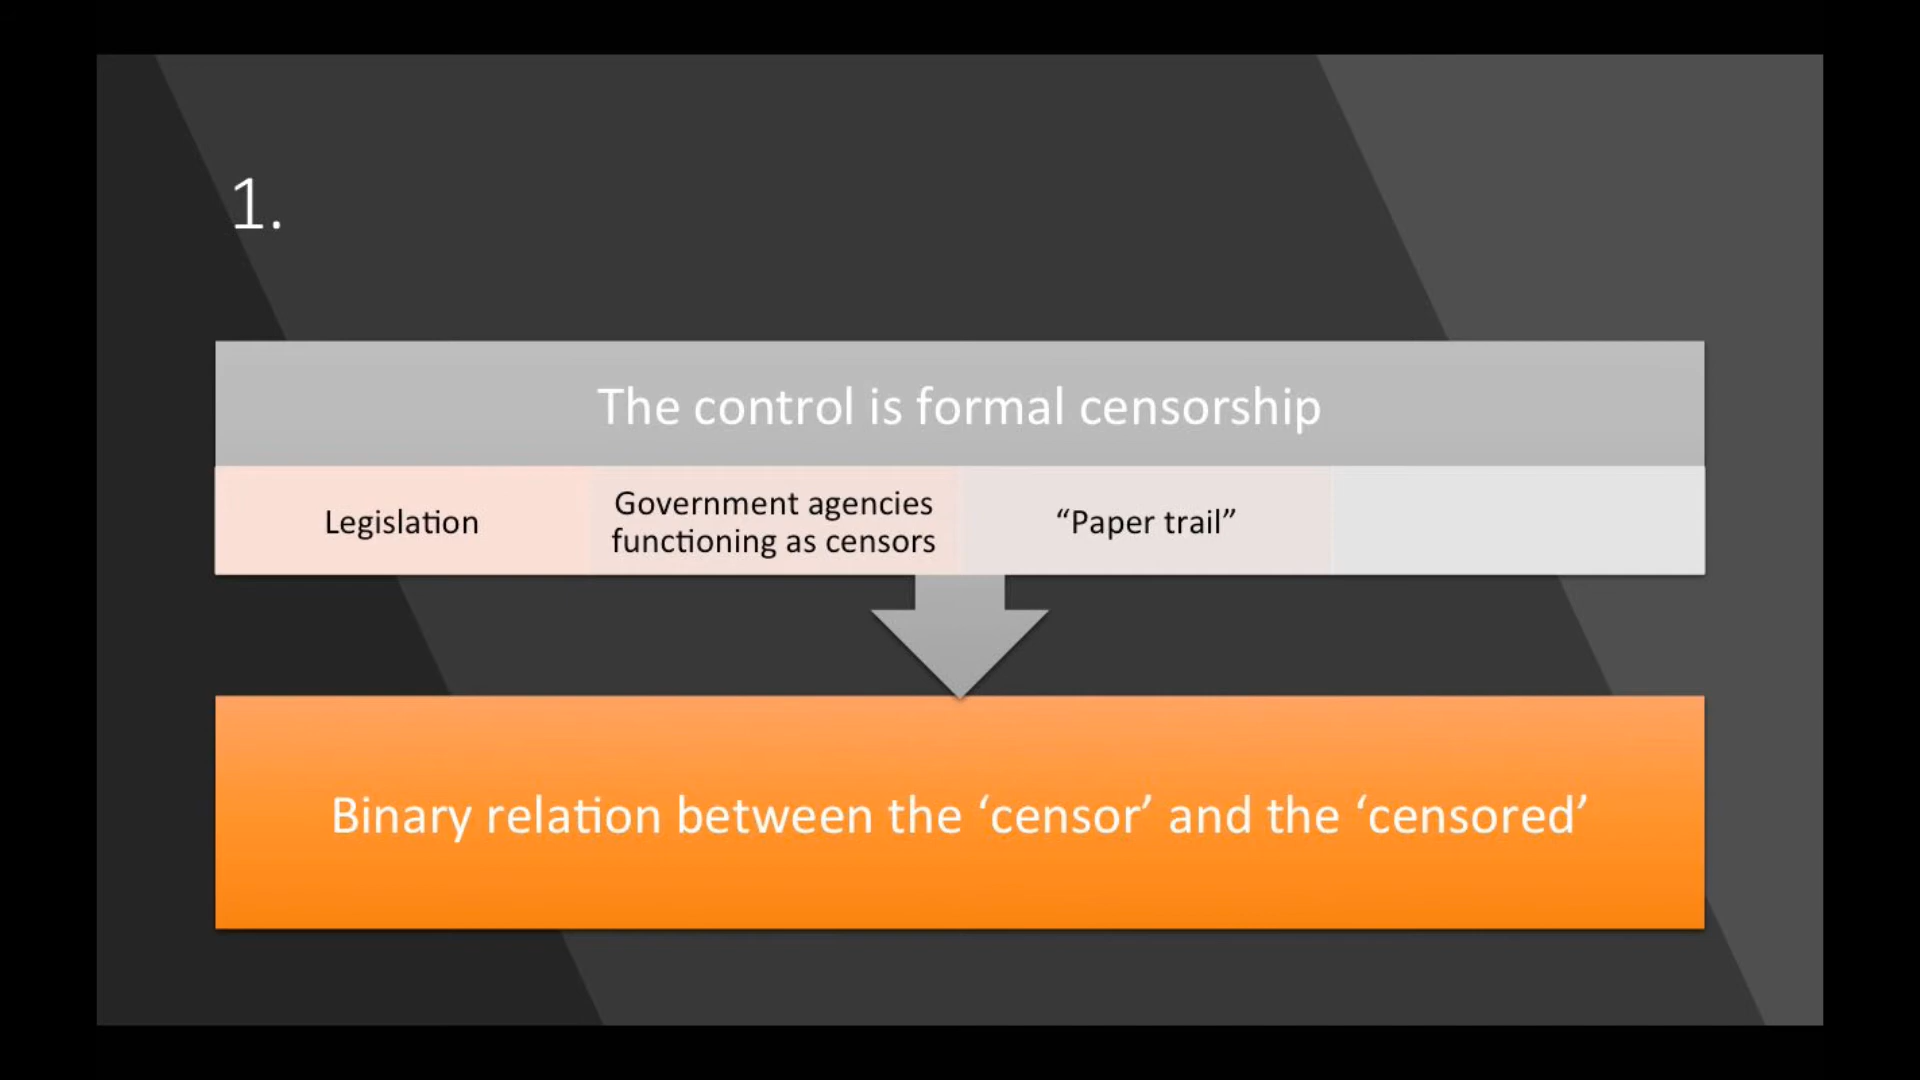 1.
The control is formal censorship
Legislation
Government agencies
functioning as censors
“Paper trail”
Binary relation between the ‘censor’ and the ‘censored’